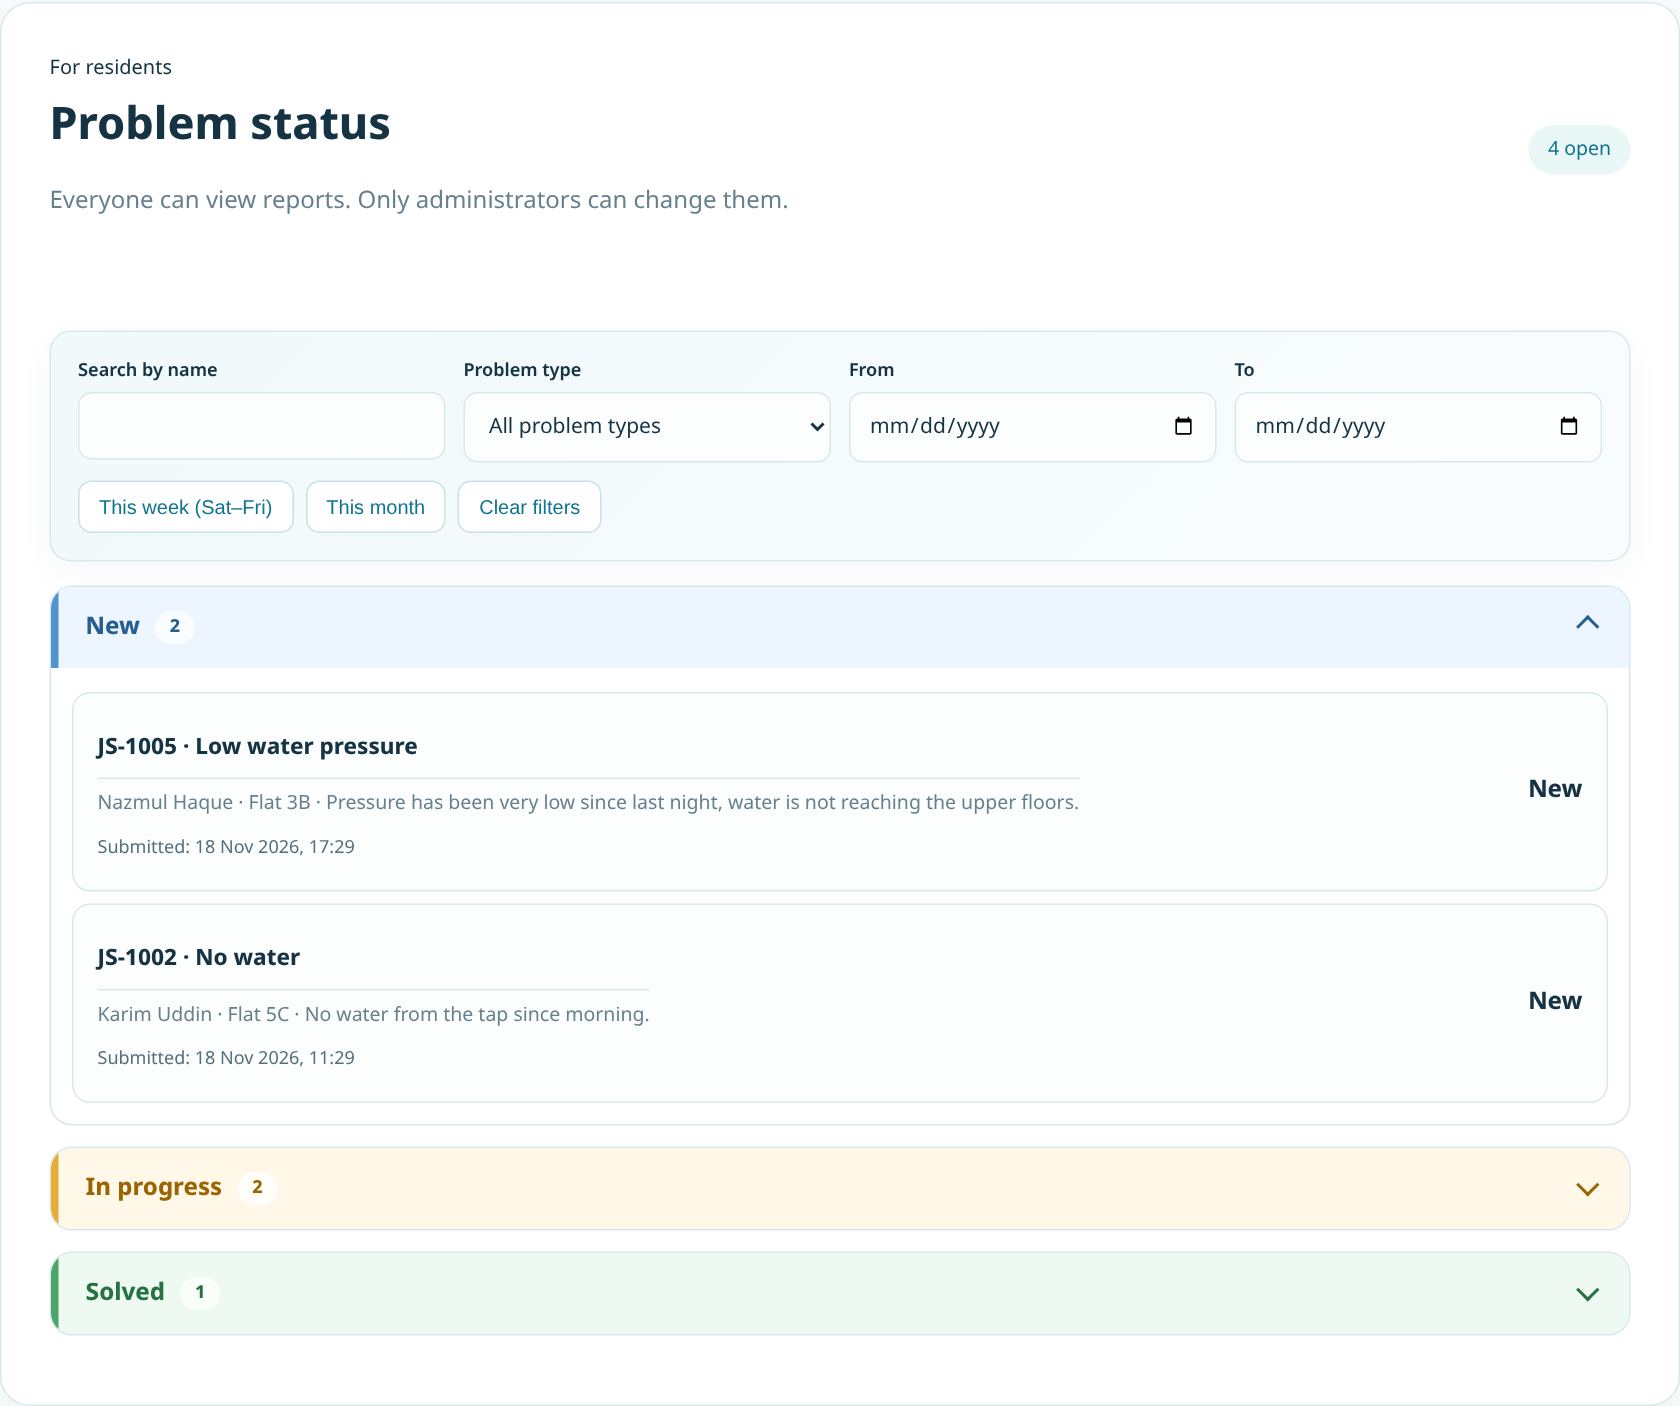 For residents
Problem status
4 open
Everyone can view reports. Only administrators can change them.
Search by name
Problem type
From
To
All problem types
mm/dd/yyyy
mm/dd/yyyy
This week (Sat–Fri)
This month
Clear filters
New 2
JS-1005 · Low water pressure
Nazmul Haque · Flat 3B · Pressure has been very low since last night, water is not reaching the upper floors.
Submitted: 18 Nov 2026, 17:29
New
JS-1002 · No water
Karim Uddin · Flat 5C · No water from the tap since morning.
Submitted: 18 Nov 2026, 11:29
New
In progress 2
Solved 1